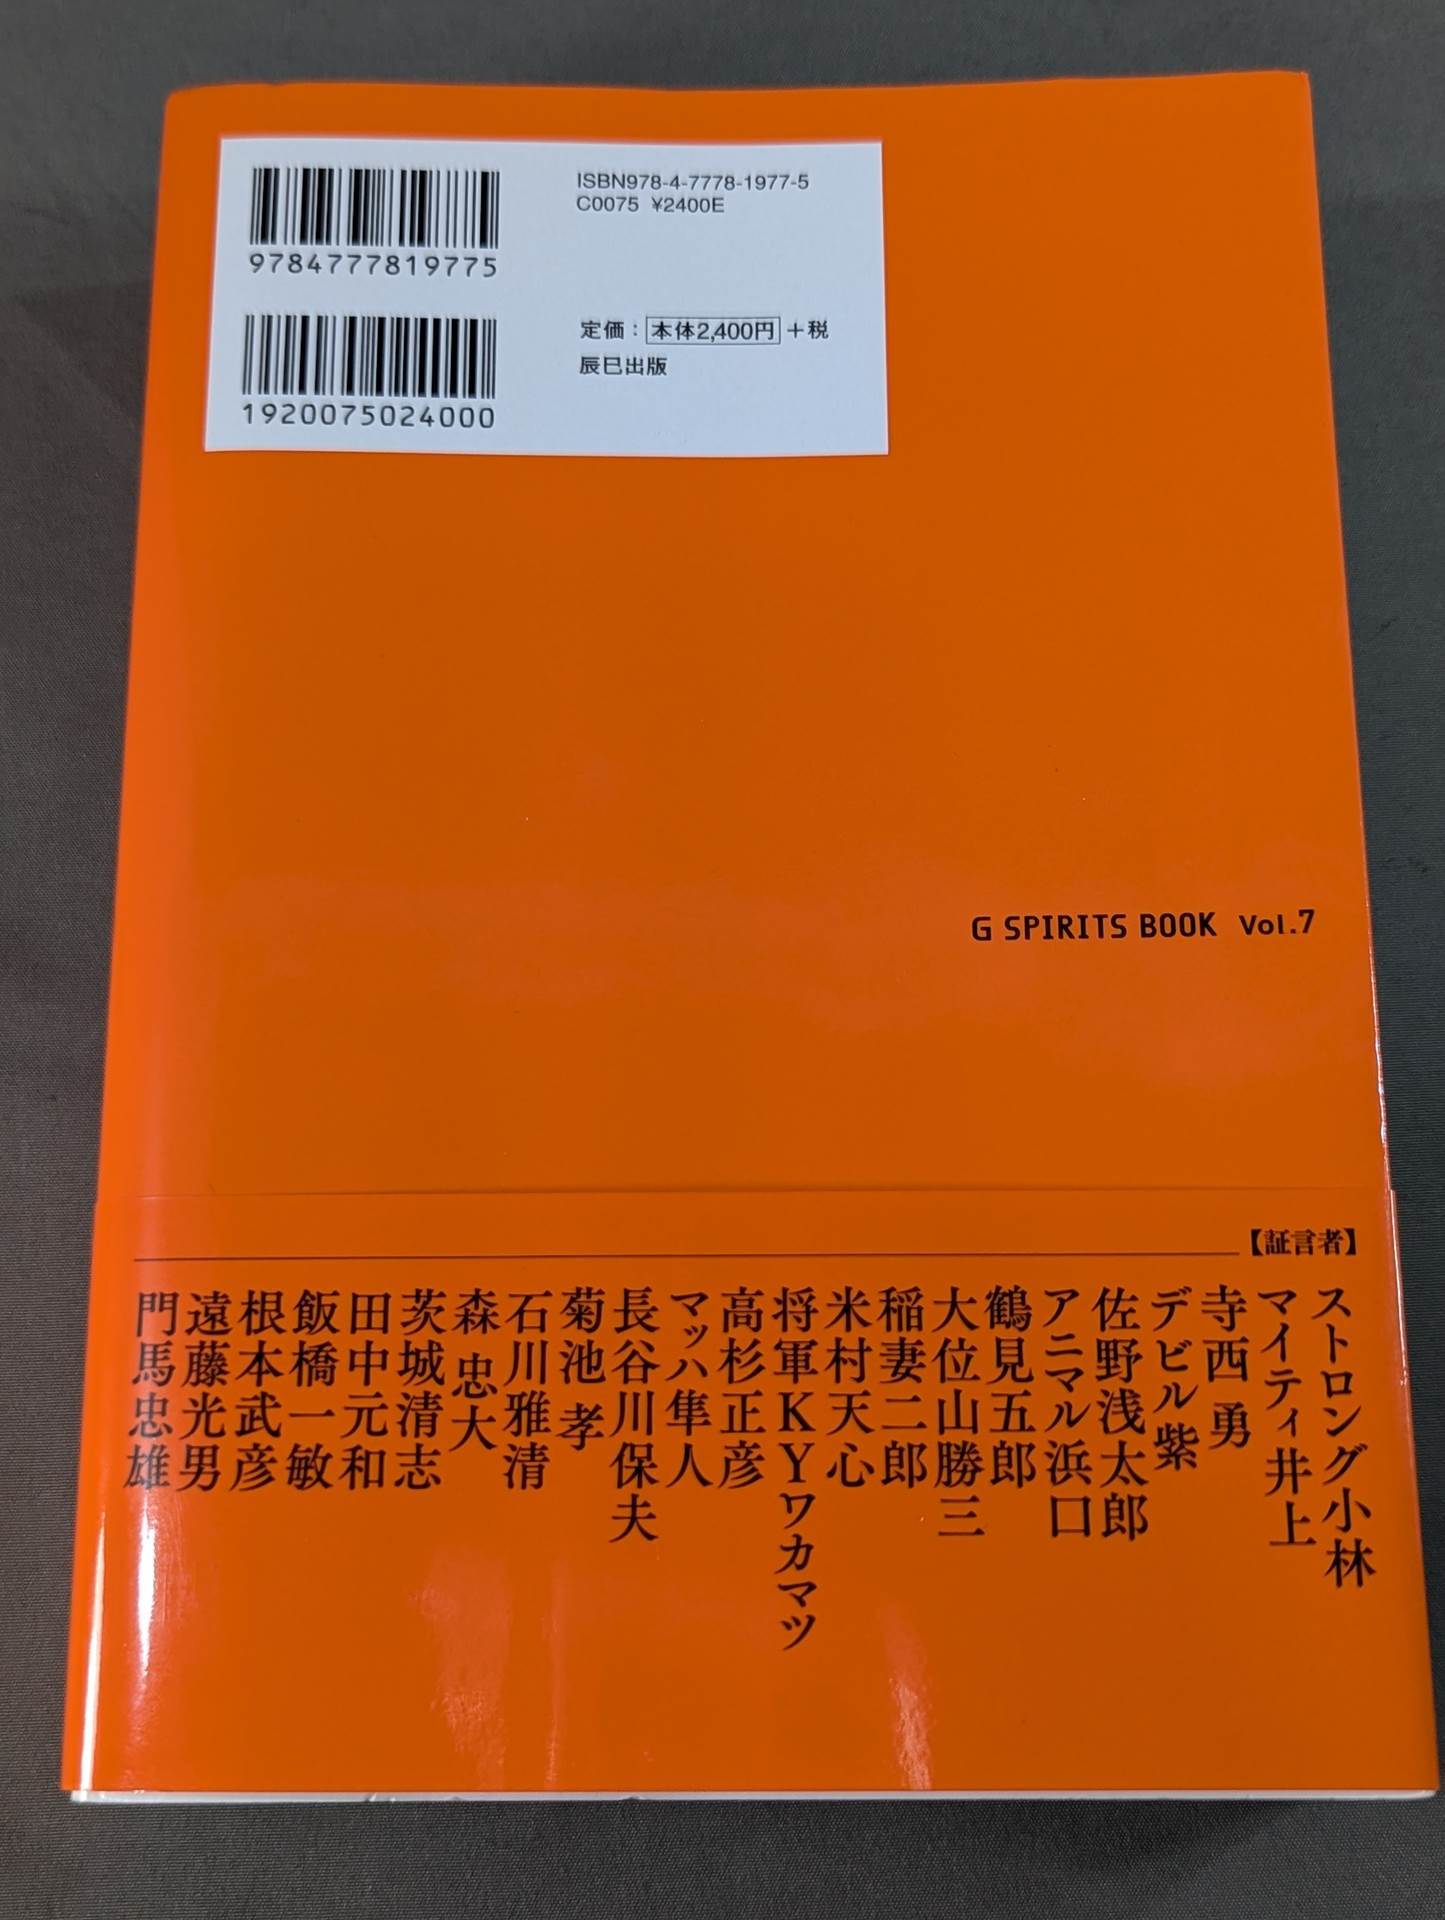 ISBN978-4-7778-1977-5
C0075 ¥2400E
9784777819775
定価：本体2,400円+税
辰巳出版
1920075024000
G SPIRITS BOOK Vol.7
【証言者】
ストロング小林
マイティ井上
寺西 勇
デビル紫
佐野浅太郎
アニマル浜口
鶴見五郎
大位山勝三
稲妻二郎
米村天心
将軍KYワカマツ
高杉正彦
マッハ隼人
長谷川保夫
菊池 孝
石川雅清
森 忠大
茨城清志
田中元和
飯橋一敏
根本武彦
遠藤光男
門馬忠雄